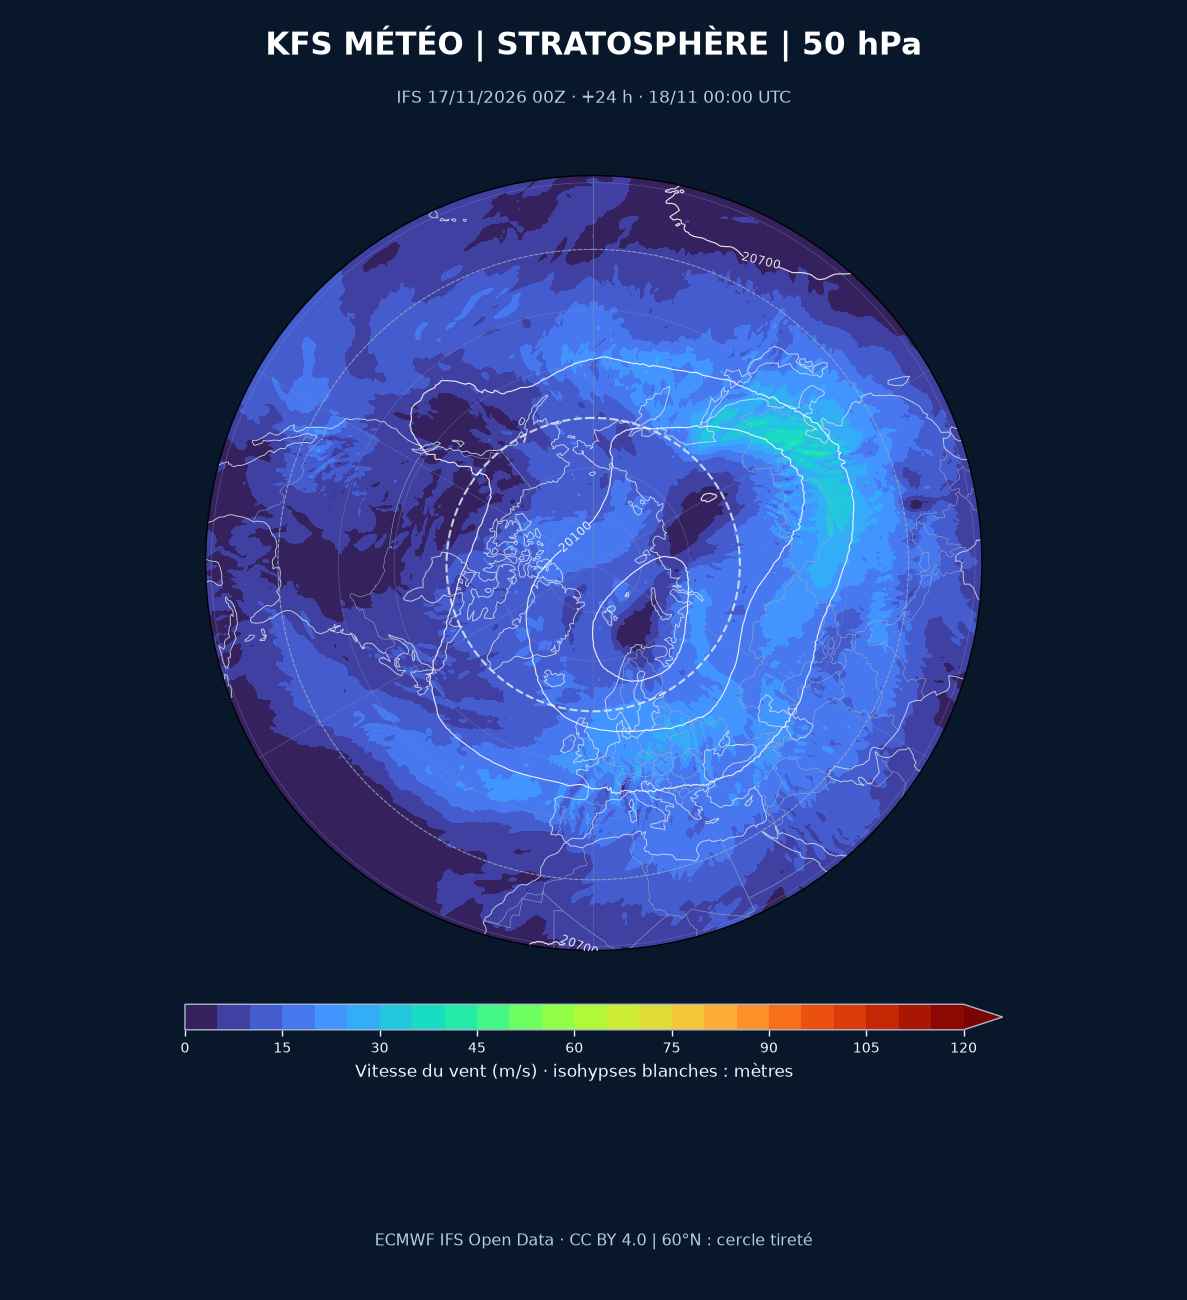 KFS MÉTÉO | STRATOSPHÈRE | 50 hPa
IFS 17/11/2026 00Z · +24 h · 18/11 00:00 UTC
20700
20100
20700
0 15 30 45 60 75 90 105 120
Vitesse du vent (m/s) · isohypses blanches : mètres
ECMWF IFS Open Data · CC BY 4.0 | 60°N : cercle tireté